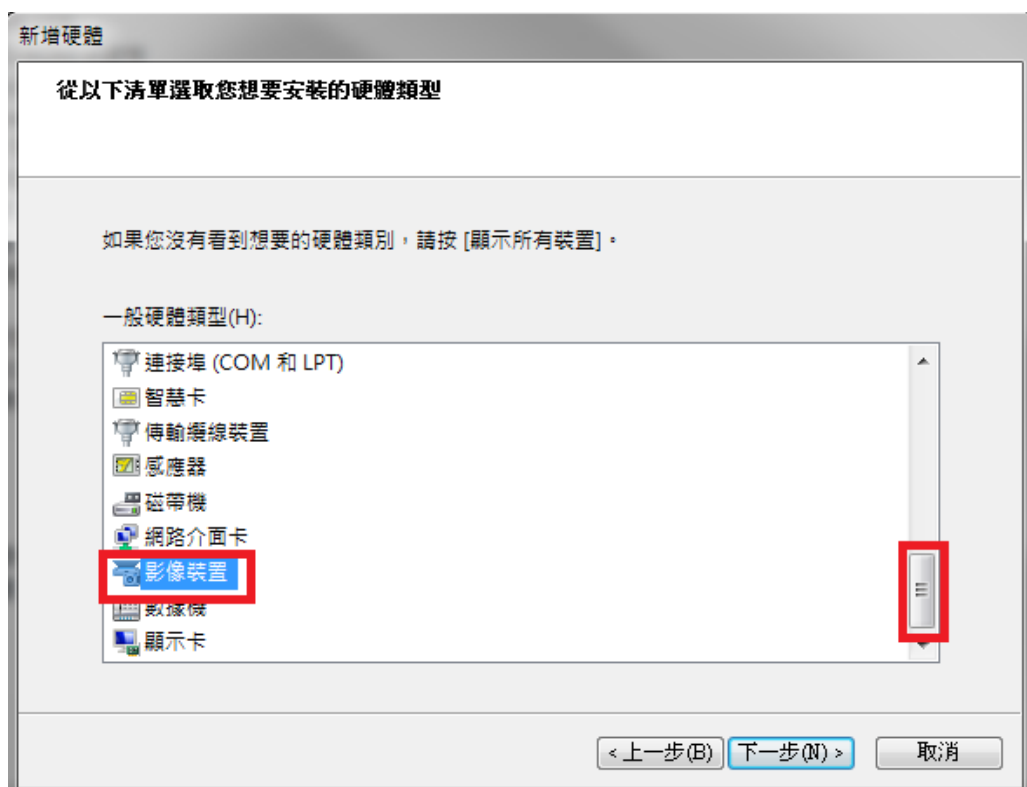 新增硬體
從以下清單選取您想要安裝的硬體類型
如果您沒有看到想要的硬體類別，請按 [顯示所有裝置]。
一般硬體類型(H):
連接埠 (COM 和 LPT)
智慧卡
傳輸纜線裝置
感應器
磁帶機
網路介面卡
影像裝置
數據機
顯示卡
< 上一步(B) 下一步(N) > 取消